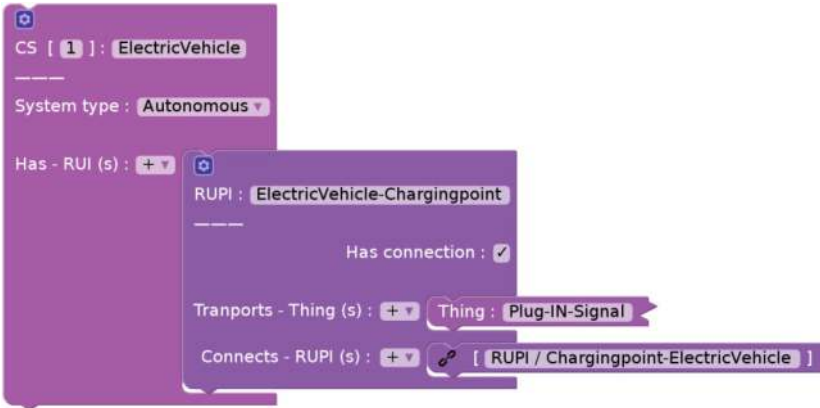 CS [ 1 ] : ElectricVehicle
———
System type : Autonomous ▾
Has - RUI (s) : + ▾
RUPI : ElectricVehicle-Chargingpoint
———
Has connection : ✓
Tranports - Thing (s) : + ▾ Thing : Plug-IN-Signal
Connects - RUPI (s) : + ▾ [ RUPI / Chargingpoint-ElectricVehicle ]